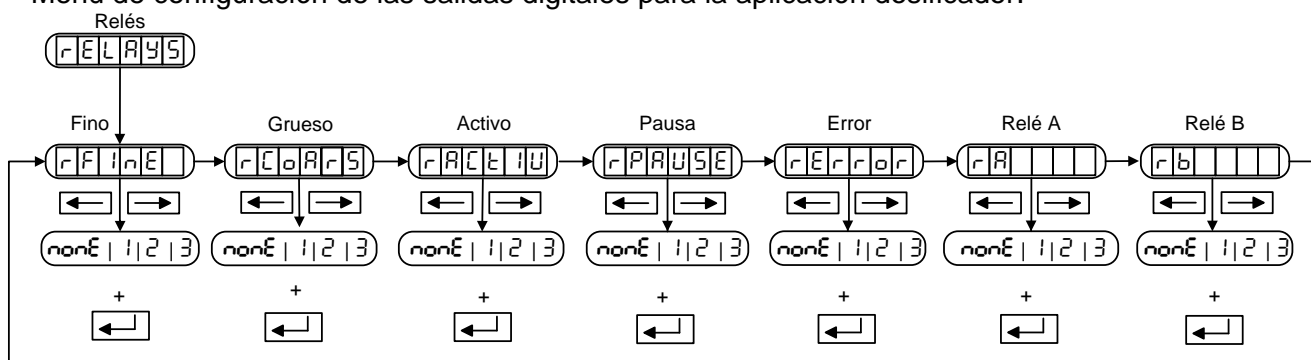 Menú de configuración de las salidas digitales para la aplicación dosificador:
Relés
rELAYS
Fino Grueso Activo Pausa Error Relé A Relé B
rFInE rCoArS rACtIU rPAUSE rError rA rb
nonE | 1|2|3 nonE | 1|2|3 nonE | 1|2|3 nonE | 1|2|3 nonE | 1|2|3 nonE | 1|2|3 nonE | 1|2|3
+ + + + + + +